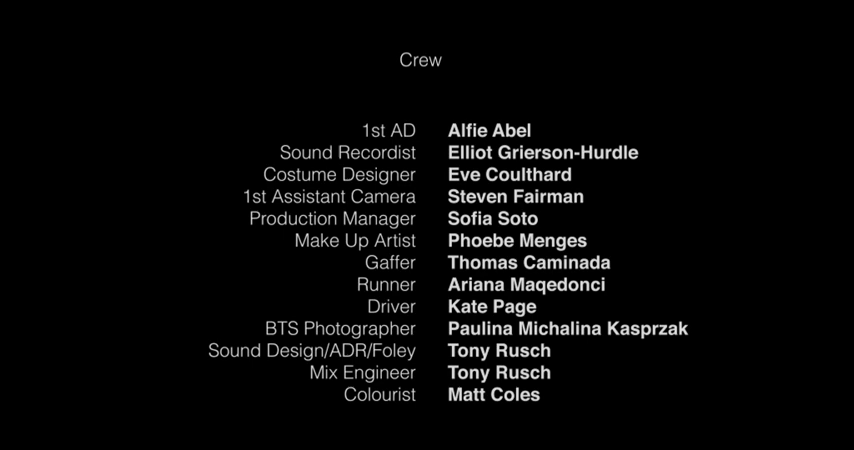 Crew
1st AD Alfie Abel
Sound Recordist Elliot Grierson-Hurdle
Costume Designer Eve Coulthard
1st Assistant Camera Steven Fairman
Production Manager Sofia Soto
Make Up Artist Phoebe Menges
Gaffer Thomas Caminada
Runner Ariana Maqedonci
Driver Kate Page
BTS Photographer Paulina Michalina Kasprzak
Sound Design/ADR/Foley Tony Rusch
Mix Engineer Tony Rusch
Colourist Matt Coles